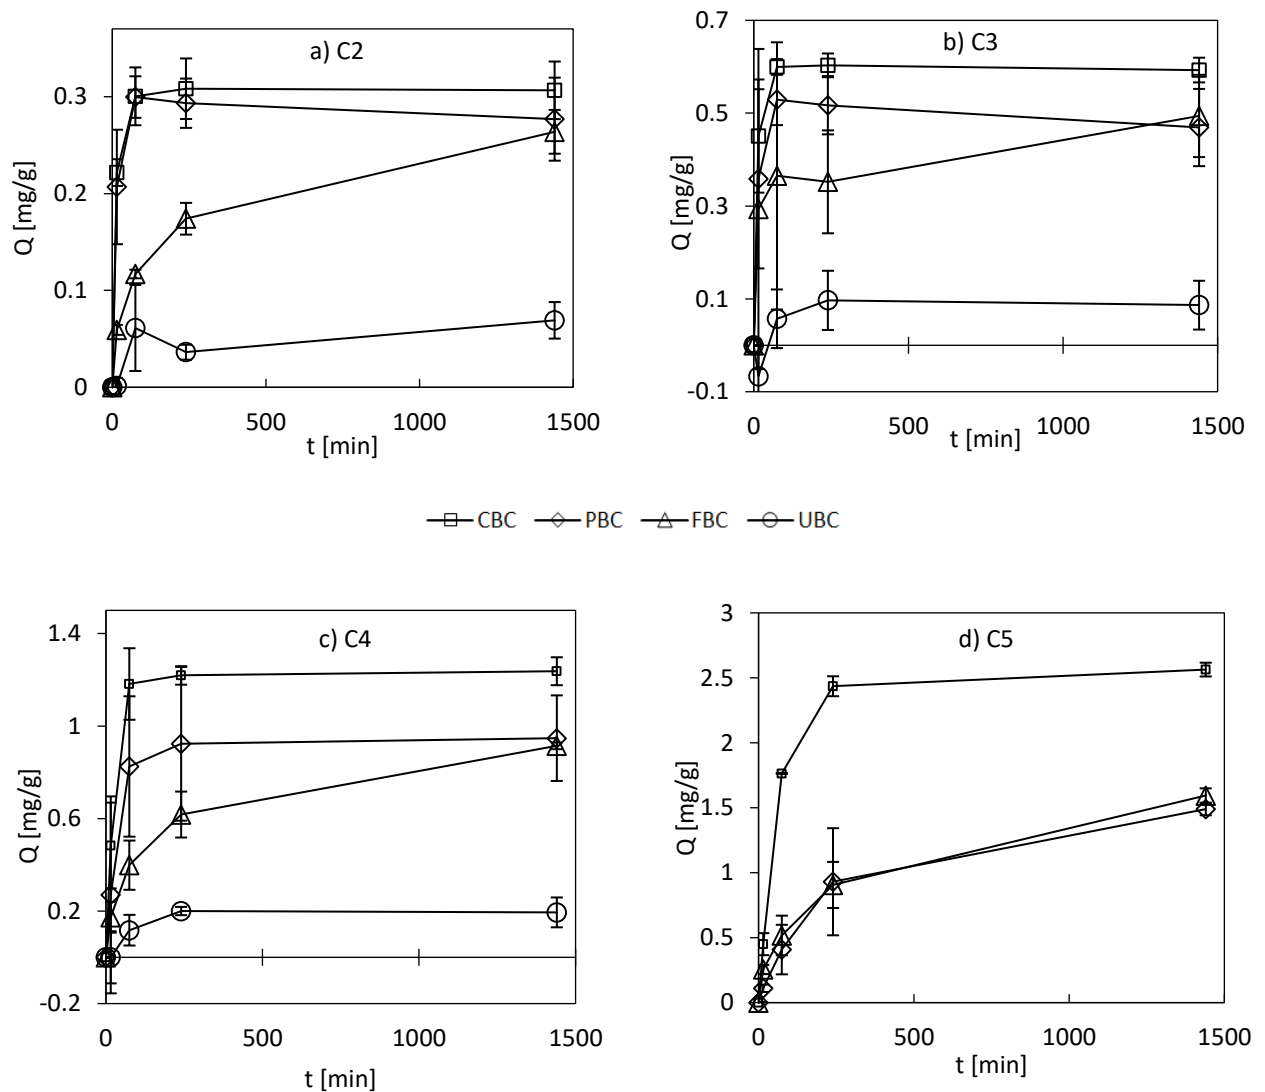 a) C2
Q [mg/g]
0.3
0.2
0.1
0
0 500 1000 1500
t [min]
b) C3
Q [mg/g]
0.7
0.5
0.3
0.1
-0.1
0 500 1000 1500
t [min]
CBC PBC FBC UBC
c) C4
Q [mg/g]
1.4
1
0.6
0.2
-0.2
0 500 1000 1500
t [min]
d) C5
Q [mg/g]
3
2.5
2
1.5
1
0.5
0
0 500 1000 1500
t [min]